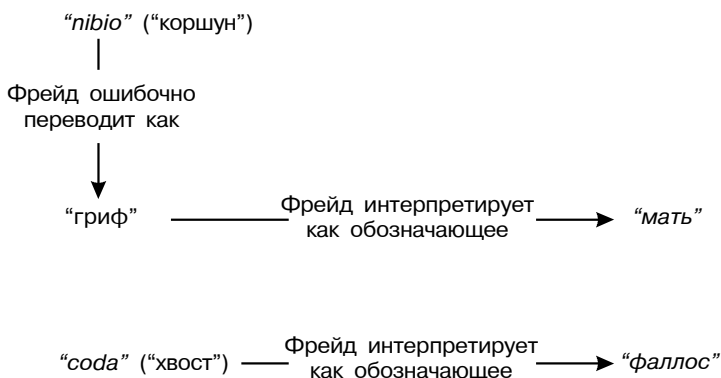 “nibio” (“коршун”)
Фрейд ошибочно
переводит как
“гриф”
Фрейд интерпретирует
как обозначающее
“мать”
“coda” (“хвост”)
Фрейд интерпретирует
как обозначающее
“фаллос”